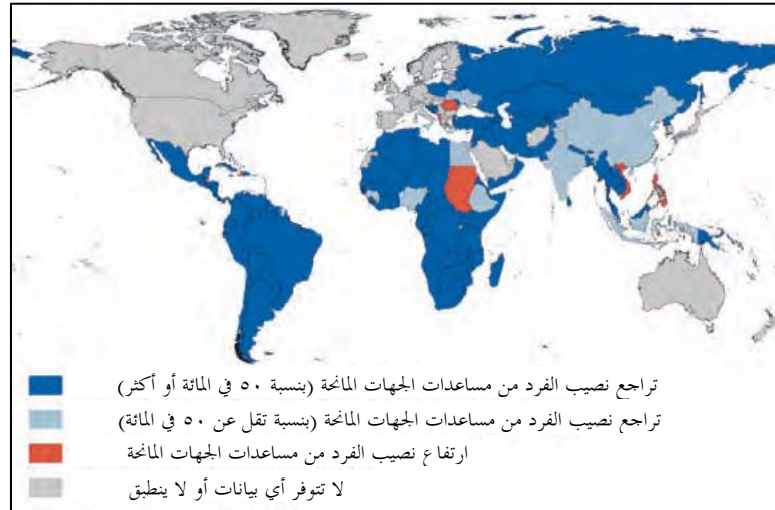 تراجع نصيب الفرد من مساعدات الجهات المانحة (بنسبة ٥٠ في المائة أو أكثر)
تراجع نصيب الفرد من مساعدات الجهات المانحة (بنسبة تقل عن ٥٠ في المائة)
ارتفاع نصيب الفرد من مساعدات الجهات المانحة
لا تتوفر أي بيانات أو لا ينطبق